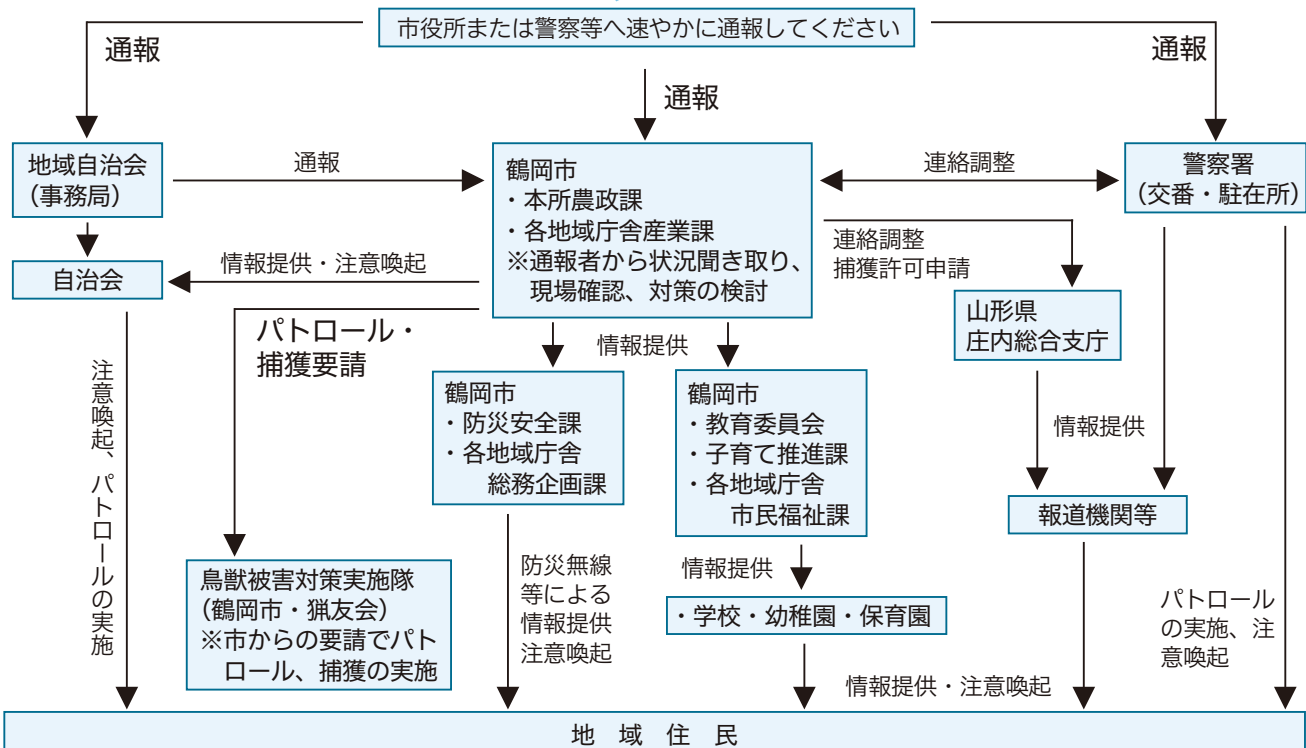 市役所または警察等へ速やかに通報してください
通報
通報
通報
地域自治会
（事務局）
通報
鶴岡市
・本所農政課
・各地域庁舎産業課
※通報者から状況聞き取り、
現場確認、対策の検討
連絡調整
警察署
（交番・駐在所）
自治会
情報提供・注意喚起
連絡調整
捕獲許可申請
山形県
庄内総合支庁
パトロール・
捕獲要請
情報提供
鶴岡市
・防災安全課
・各地域庁舎
総務企画課
鶴岡市
・教育委員会
・子育て推進課
・各地域庁舎
市民福祉課
情報提供
報道機関等
注意喚起、パトロールの実施
鳥獣被害対策実施隊
（鶴岡市・猟友会）
※市からの要請でパト
ロール、捕獲の実施
防災無線
等による
情報提供
注意喚起
情報提供
・学校・幼稚園・保育園
パトロール
の実施、注
意喚起
情報提供・注意喚起
地域住民